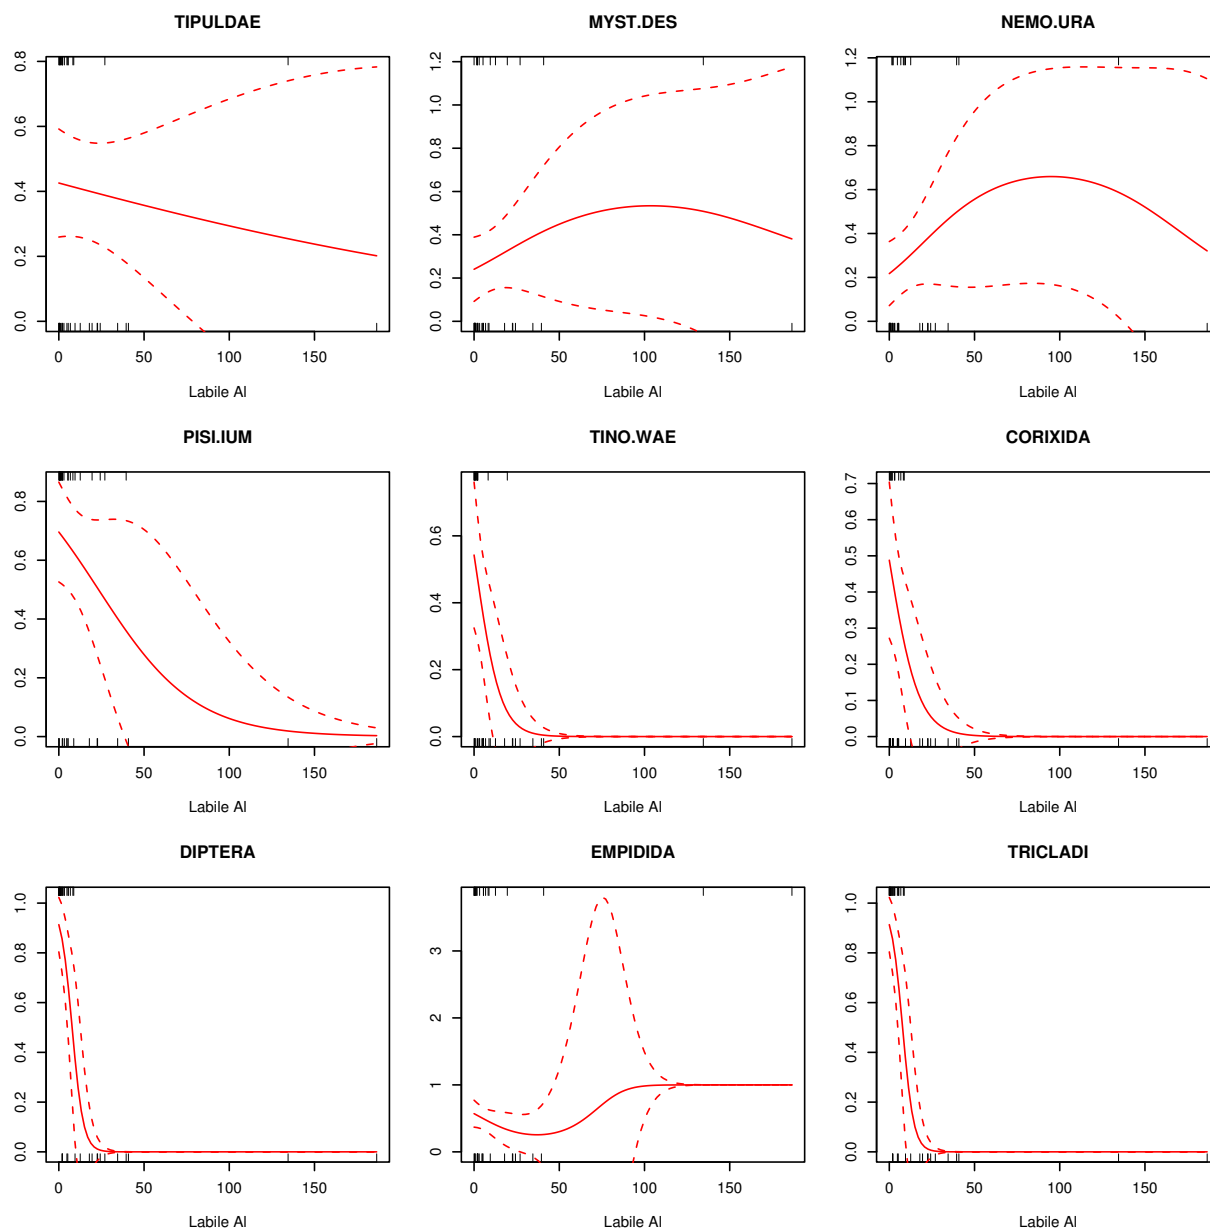 TIPULDAE
MYST.DES
NEMO.URA
0.0 0.2 0.4 0.6 0.8
0.0 0.2 0.4 0.6 0.8 1.0 1.2
0.0 0.2 0.4 0.6 0.8 1.0 1.2
0 50 100 150
0 50 100 150
0 50 100 150
Labile Al
Labile Al
Labile Al
PISI.IUM
TINO.WAE
CORIXIDA
0.0 0.2 0.4 0.6 0.8
0.0 0.2 0.4 0.6
0.0 0.1 0.2 0.3 0.4 0.5 0.6 0.7
0 50 100 150
0 50 100 150
0 50 100 150
Labile Al
Labile Al
Labile Al
DIPTERA
EMPIDIDA
TRICLADI
0.0 0.2 0.4 0.6 0.8 1.0
0 1 2 3
0.0 0.2 0.4 0.6 0.8 1.0
0 50 100 150
0 50 100 150
0 50 100 150
Labile Al
Labile Al
Labile Al